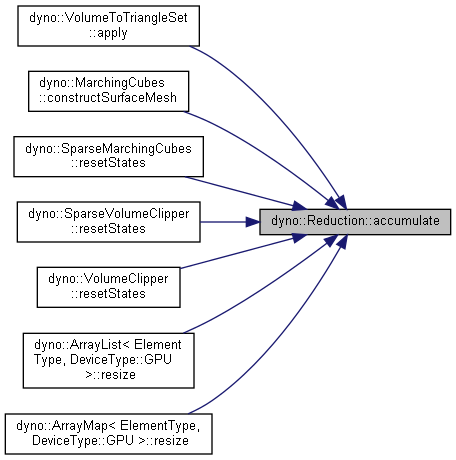 dyno::VolumeToTriangleSet
::apply
dyno::MarchingCubes
::constructSurfaceMesh
dyno::SparseMarchingCubes
::resetStates
dyno::SparseVolumeClipper
::resetStates
dyno::Reduction::accumulate
dyno::VolumeClipper
::resetStates
dyno::ArrayList< Element
Type, DeviceType::GPU
>::resize
dyno::ArrayMap< ElementType,
DeviceType::GPU >::resize